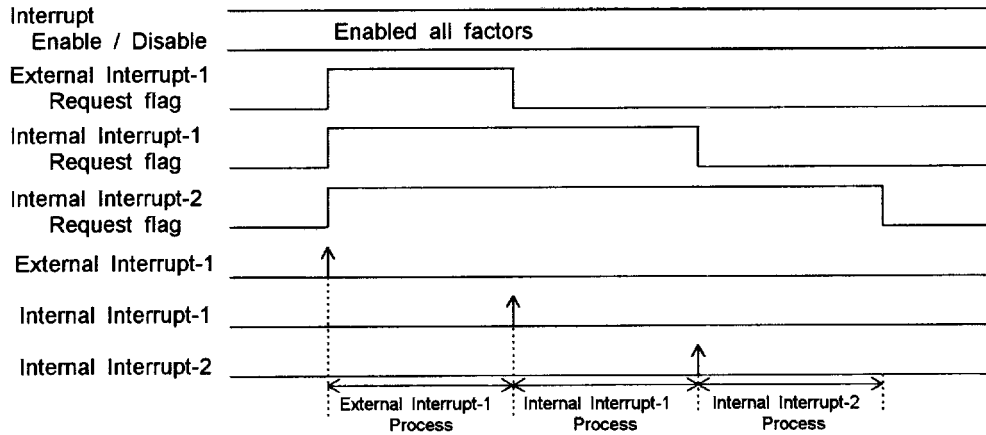 Interrupt
Enable / Disable
Enabled all factors
External Interrupt-1
Request flag
Internal Interrupt-1
Request flag
Internal Interrupt-2
Request flag
External Interrupt-1
Internal Interrupt-1
Internal Interrupt-2
External Interrupt-1
Process
Internal Interrupt-1
Process
Internal Interrupt-2
Process